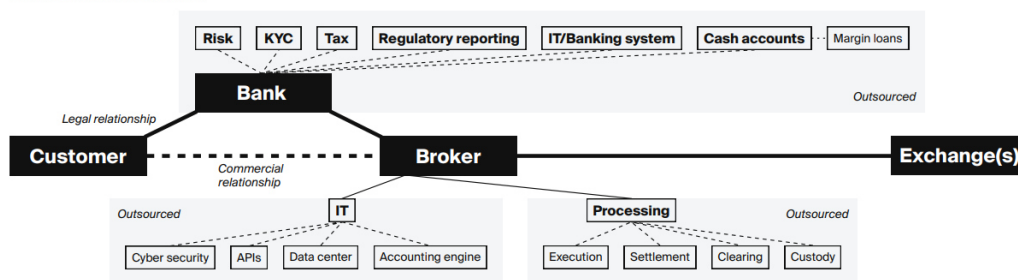 Risk
KYC
Tax
Regulatory reporting
IT/Banking system
Cash accounts
Margin loans
Bank
Outsourced
Legal relationship
Customer
Broker
Exchange(s)
Commercial
relationship
Outsourced
IT
Processing
Outsourced
Cyber security
APIs
Data center
Accounting engine
Execution
Settlement
Clearing
Custody